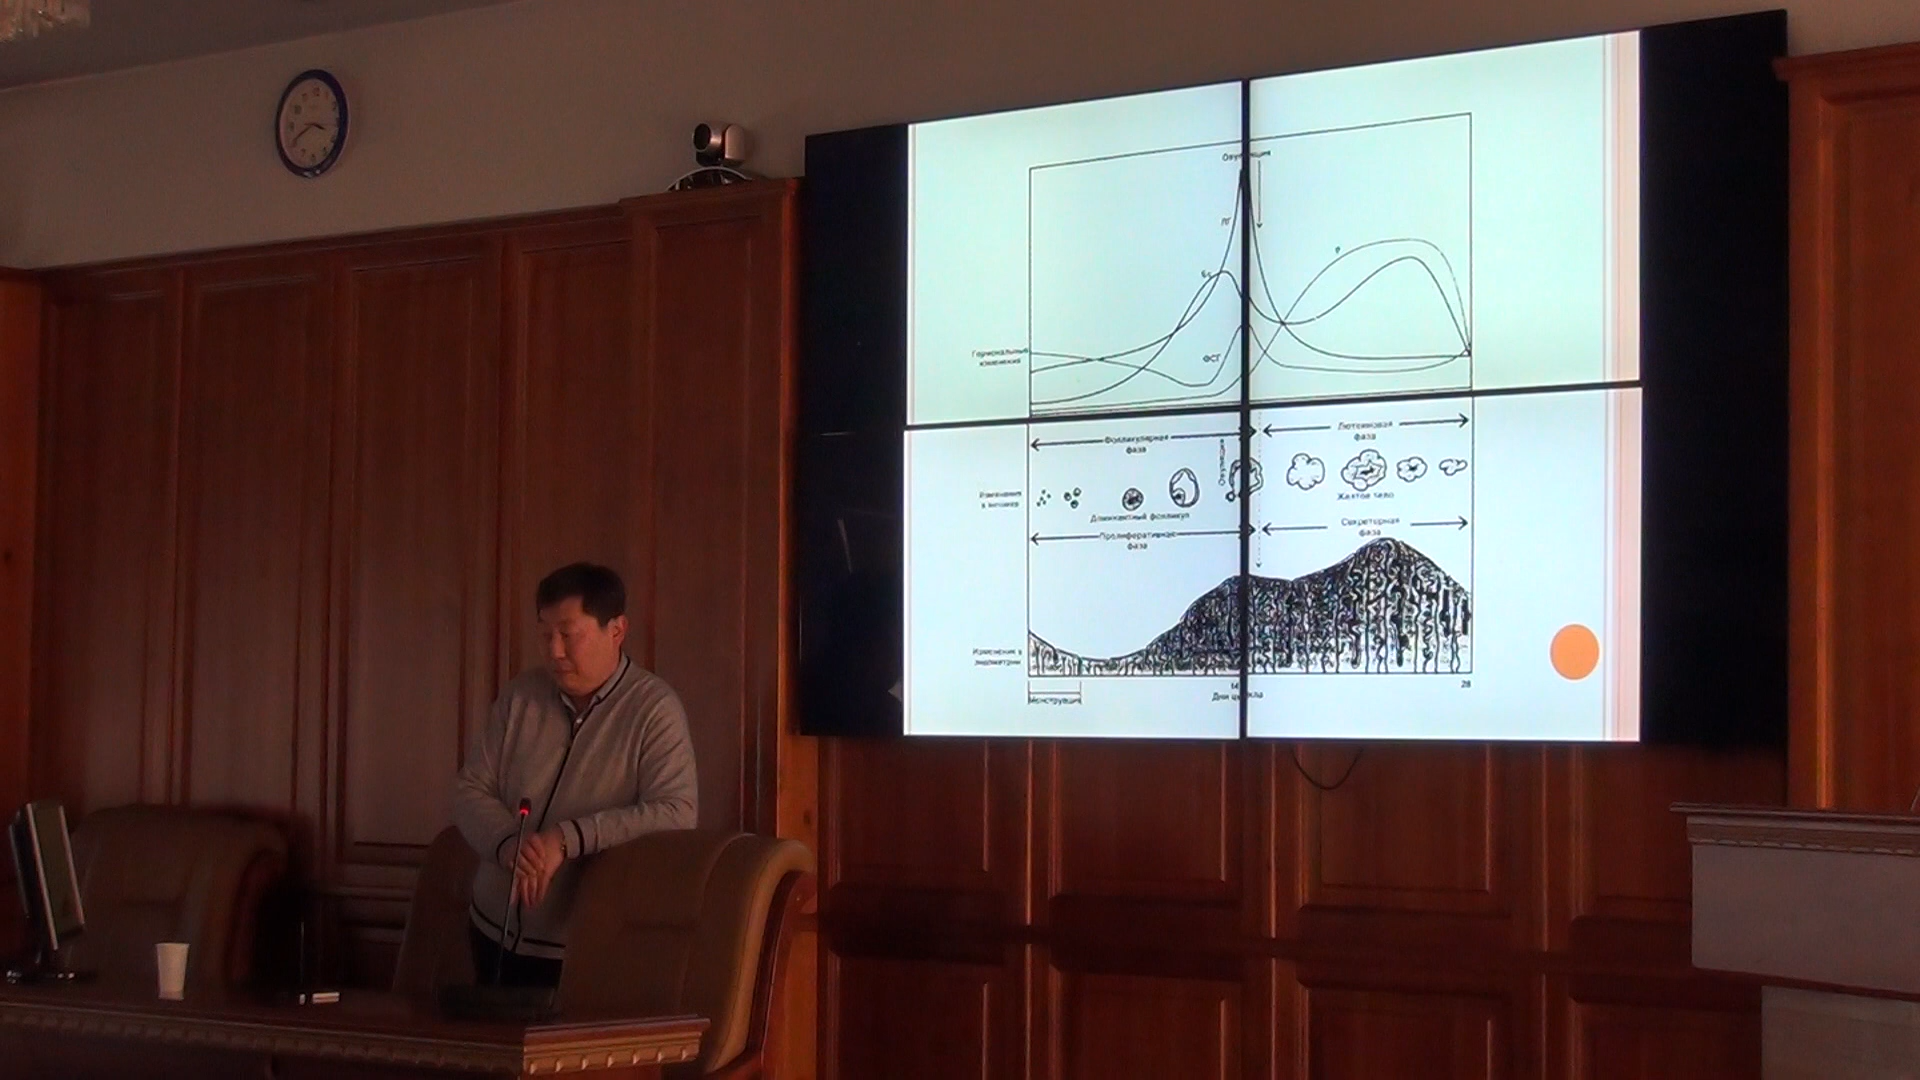 Овуляция
ЛГ
E₂
P
ФСГ
Гормональные
изменения
Фолликулярная
фаза
Лютеиновая
фаза
Овуляция
Изменения
в яичнике
Доминантный фолликул
Желтое тело
Пролиферативная
фаза
Секреторная
фаза
Изменения в
эндометрии
14
28
Менструация
Дни цикла